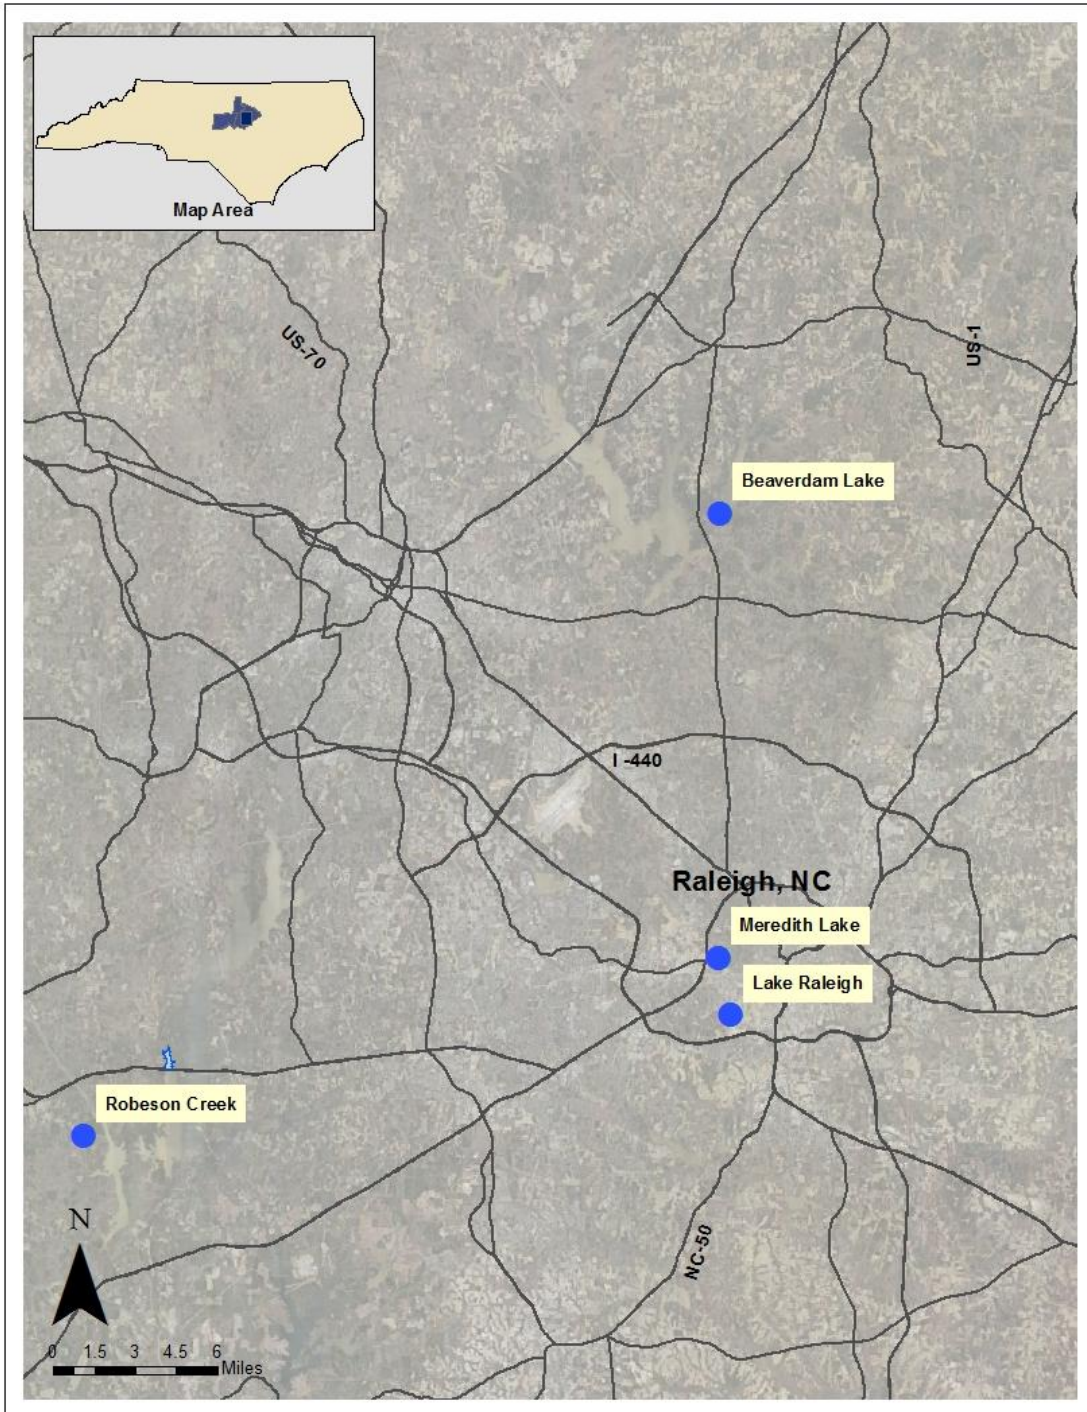 Map Area
US-70
US-1
Beaverdam Lake
I -440
Raleigh, NC
Meredith Lake
Lake Raleigh
Robeson Creek
N
NC-50
0 1.5 3 4.5 6
Miles